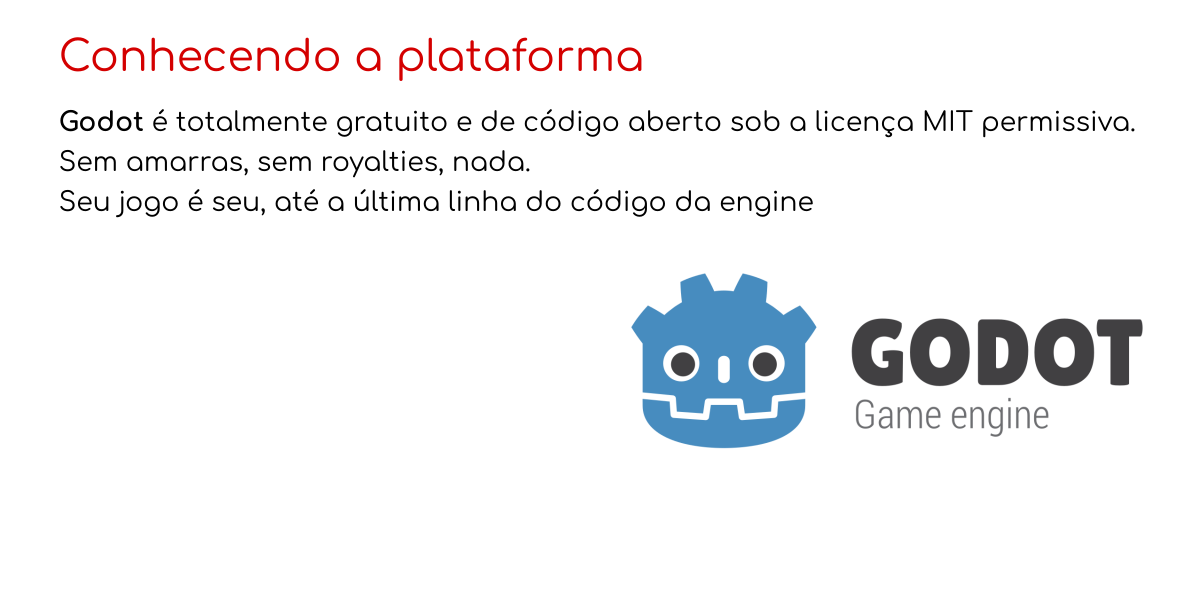 Conhecendo a plataforma
Godot é totalmente gratuito e de código aberto sob a licença MIT permissiva.
Sem amarras, sem royalties, nada.
Seu jogo é seu, até a última linha do código da engine
GODOT
Game engine